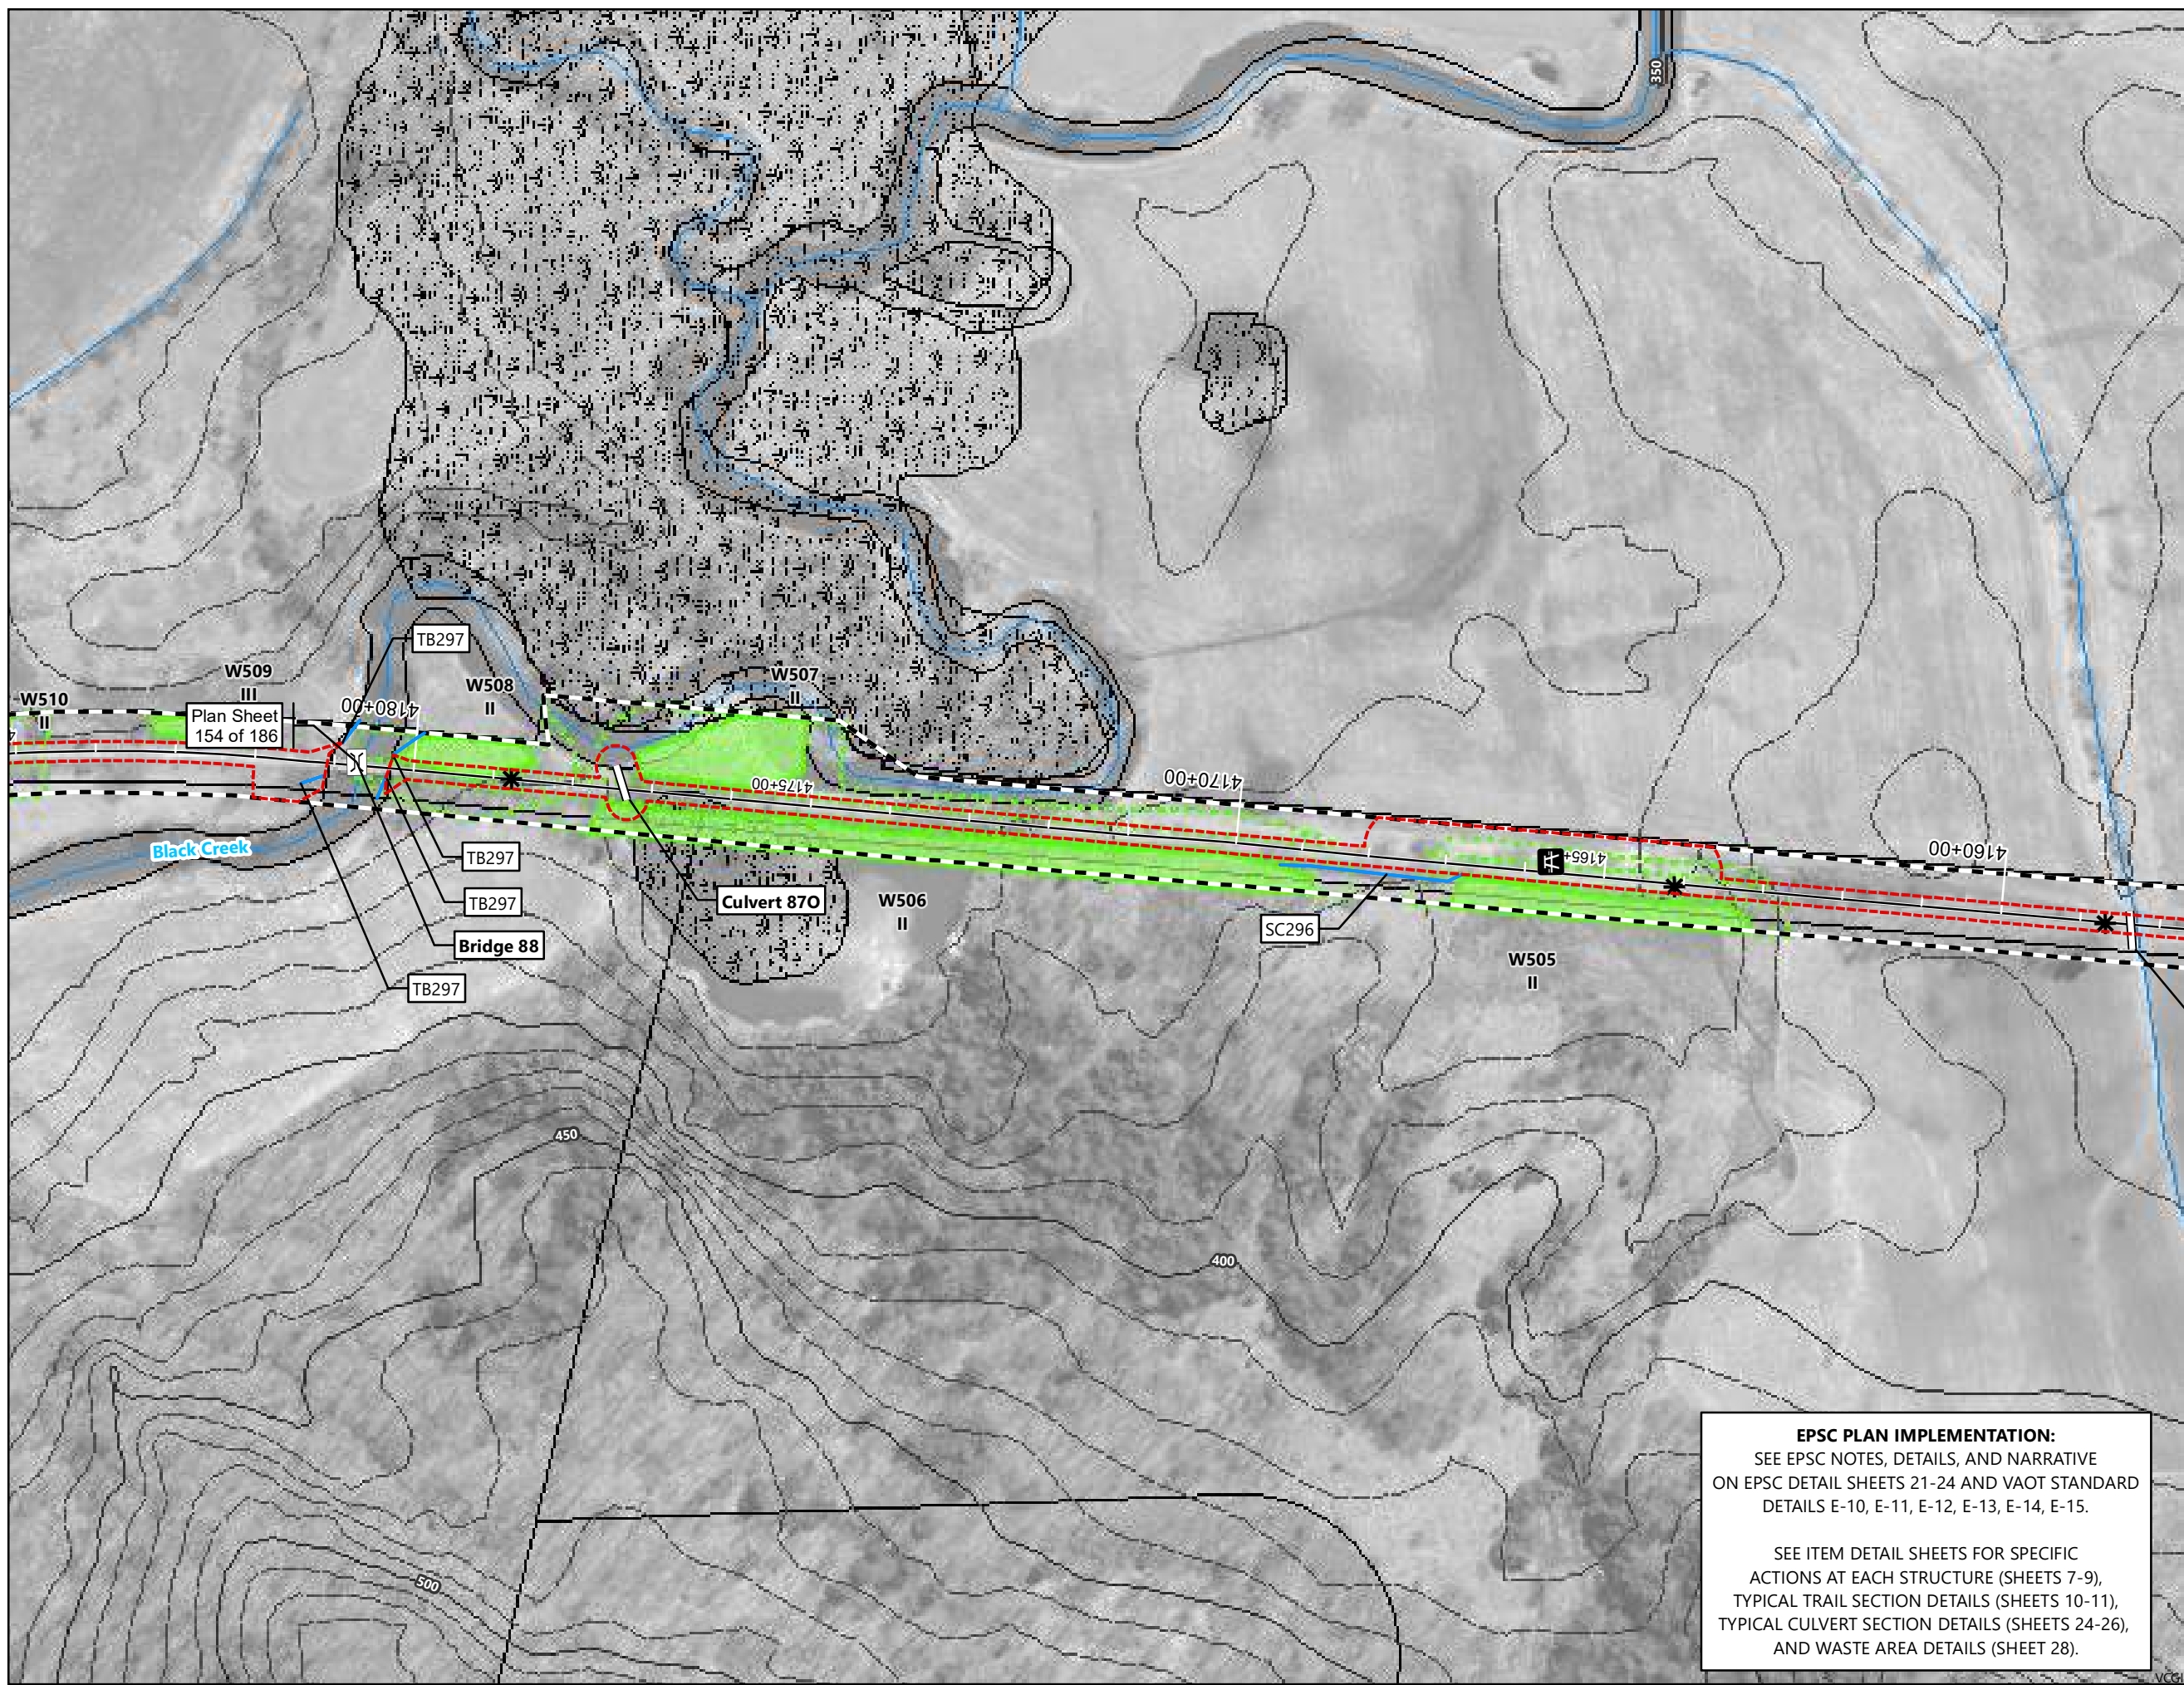 350
TB297
W509
III
W508
II
W507
II
W510
II
Plan Sheet
154 of 186
4180+00
4175+00
4170+00
4165+
4160+00
Black Creek
TB297
TB297
Bridge 88
TB297
Culvert 87O
W506
II
SC296
W505
II
450
400
500
EPSC PLAN IMPLEMENTATION:
SEE EPSC NOTES, DETAILS, AND NARRATIVE
ON EPSC DETAIL SHEETS 21-24 AND VAOT STANDARD
DETAILS E-10, E-11, E-12, E-13, E-14, E-15.
SEE ITEM DETAIL SHEETS FOR SPECIFIC
ACTIONS AT EACH STRUCTURE (SHEETS 7-9),
TYPICAL TRAIL SECTION DETAILS (SHEETS 10-11),
TYPICAL CULVERT SECTION DETAILS (SHEETS 24-26),
AND WASTE AREA DETAILS (SHEET 28).